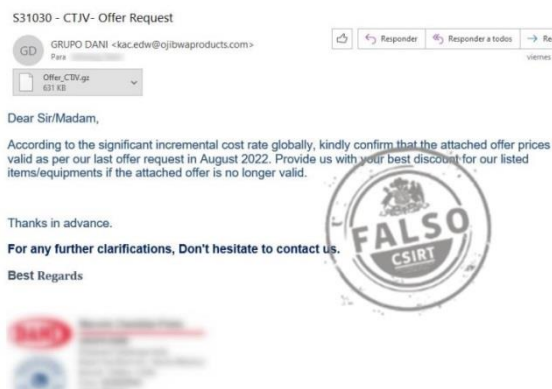 S31030 - CTJV- Offer Request
GD
GRUPO DANI <kac.edw@ojibwaproducts.com>
Para
Responder
Responder a todos
Re
viernes
Offer_CTJV.gz
631 KB
Dear Sir/Madam,
According to the significant incremental cost rate globally, kindly confirm that the attached offer prices
valid as per our last offer request in August 2022. Provide us with your best discount for our listed
items/equipments if the attached offer is no longer valid.
Thanks in advance.
For any further clarifications, Don't hesitate to contact us.
Best Regards
FALSO
CSIRT
DANI